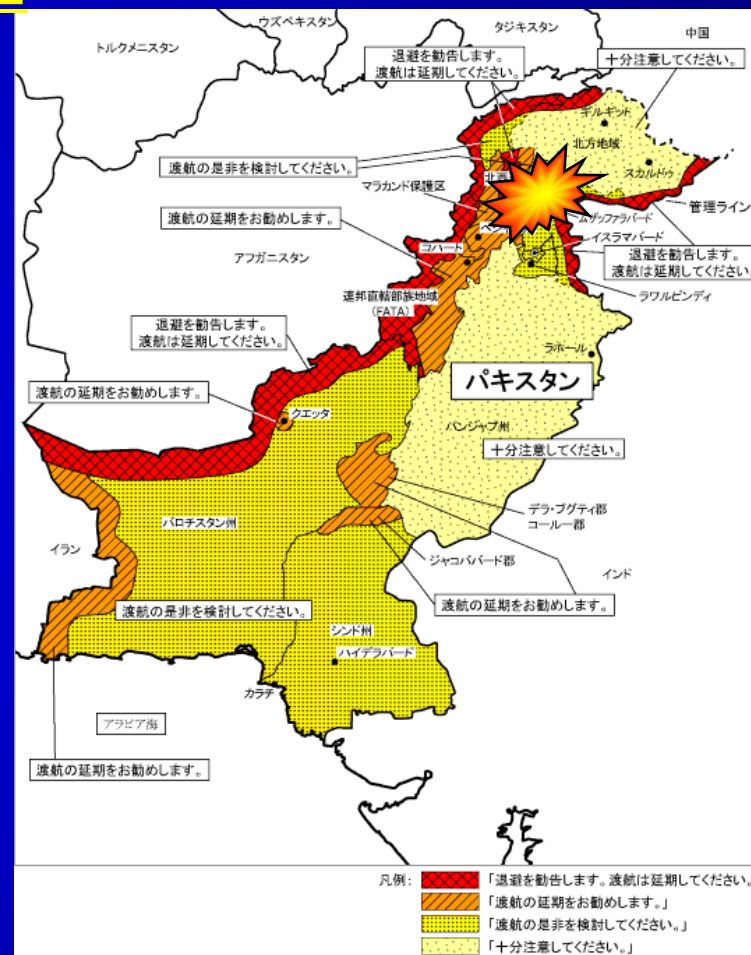 ウズベキスタン
タジキスタン
トルクメニスタン
中国
退避を勧告します。
渡航は延期してください。
十分注意してください。
ギルギット
北方地域
渡航の是非を検討してください。
スカルドゥ
マラカンド保護区
管理ライン
渡航の延期をお勧めします。
ムザッファラバード
イスラマバード
コハート
アフガニスタン
退避を勧告します。
渡航は延期してください。
ラワルピンディ
連邦直轄部族地域
(FATA)
退避を勧告します。
渡航は延期してください。
ラホール
パキスタン
渡航の延期をお勧めします。
クエッタ
パンジャブ州
十分注意してください。
デラ・ブグティ郡
コールー郡
バロチスタン州
イラン
ジャコババード郡
インド
渡航の延期をお勧めします。
渡航の是非を検討してください。
シンド州
ハイデラバード
カラチ
アラビア海
渡航の延期をお勧めします。
凡例:
「退避を勧告します。渡航は延期してください。
「渡航の延期をお勧めします。」
「渡航の是非を検討してください。」
「十分注意してください。」